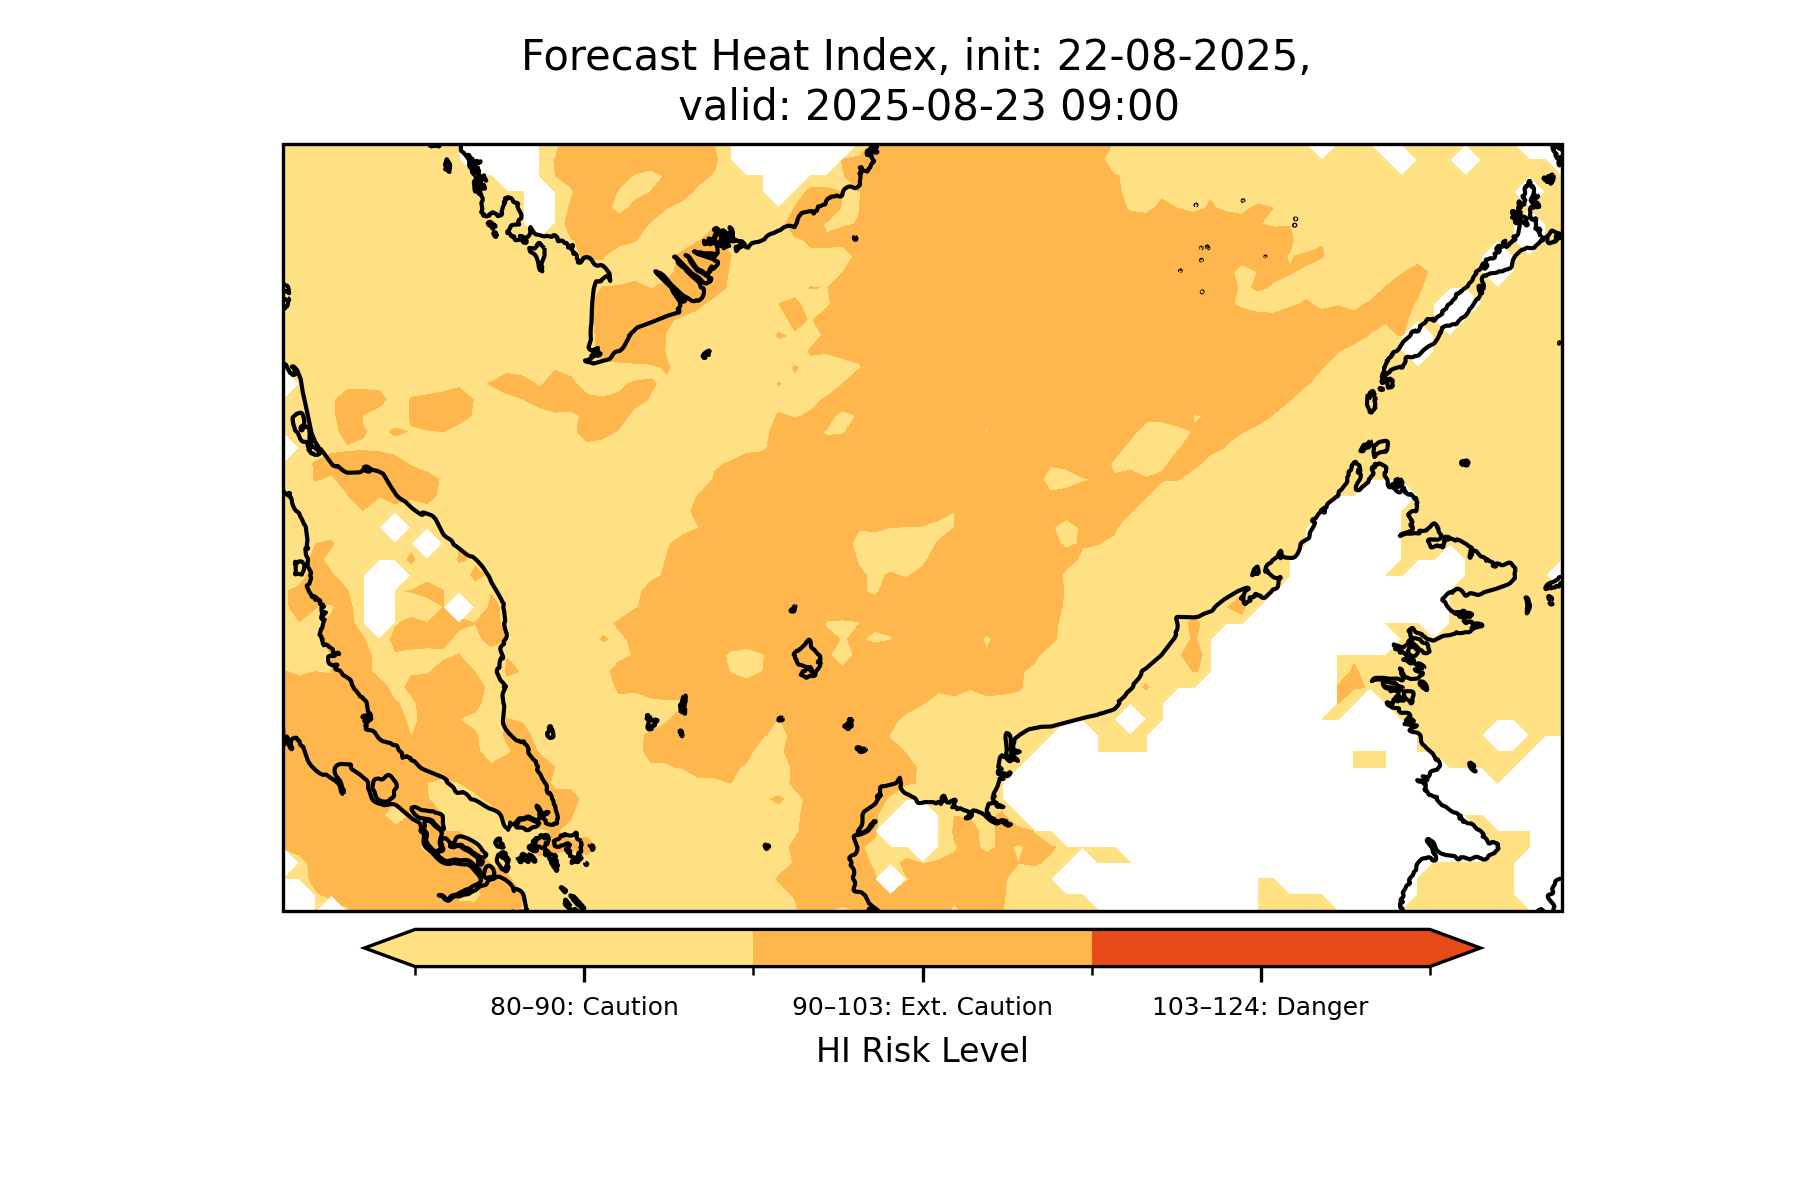 Forecast Heat Index, init: 22-08-2025,
valid: 2025-08-23 09:00
80–90: Caution
90–103: Ext. Caution
103–124: Danger
HI Risk Level